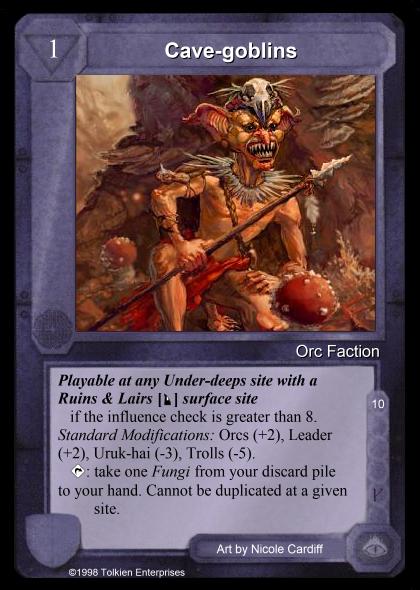 1
Cave-goblins
Orc Faction
Playable at any Under-deeps site with a
Ruins & Lairs [] surface site
if the influence check is greater than 8.
Standard Modifications: Orcs (+2), Leader
(+2), Uruk-hai (-3), Trolls (-5).
: take one Fungi from your discard pile
to your hand. Cannot be duplicated at a given
site.
10
Art by Nicole Cardiff
©1998 Tolkien Enterprises